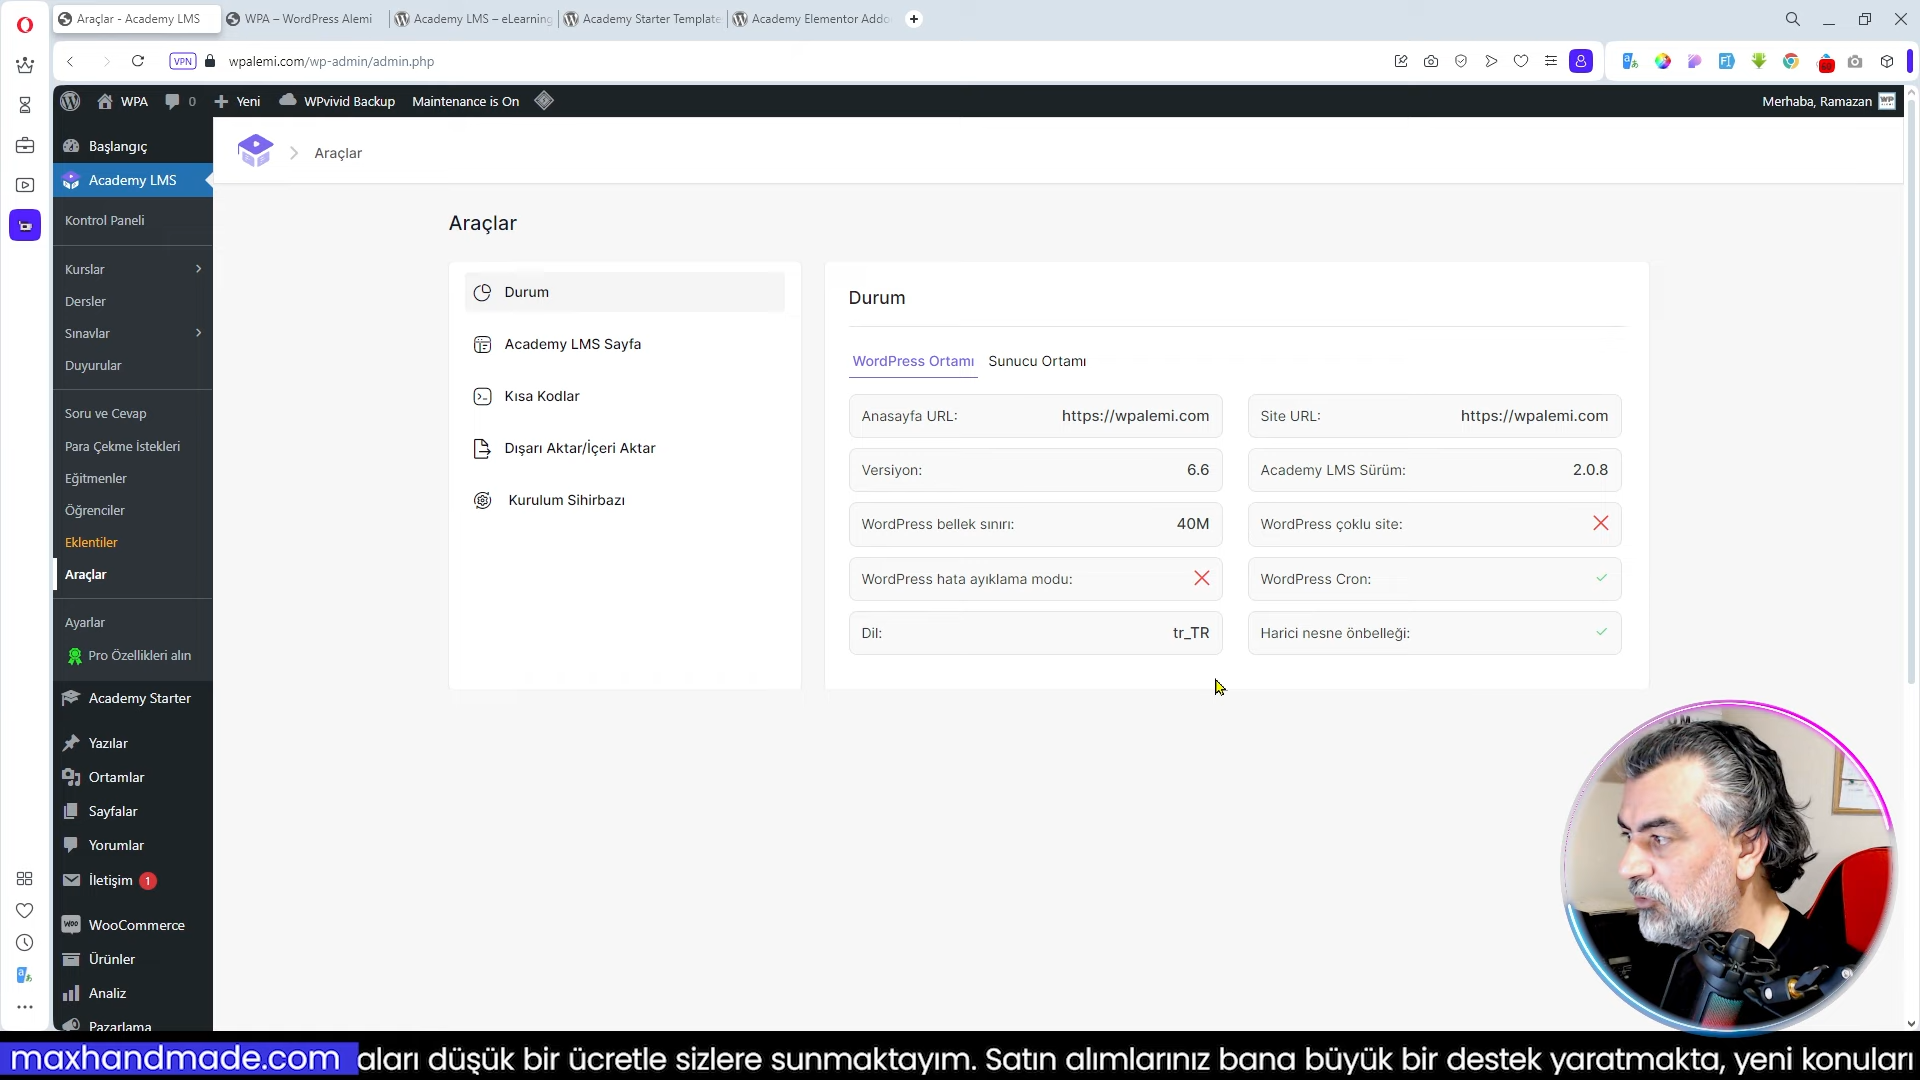 Araçlar - Academy LMS
WPA – WordPress Alemi
Academy LMS – eLearning
Academy Starter Template
Academy Elementor Addo
VPN
wpalemi.com/wp-admin/admin.php
WPA
0
Yeni
WPvivid Backup
Maintenance is On
Merhaba, Ramazan
Başlangıç
Academy LMS
Kontrol Paneli
Kurslar
Dersler
Sınavlar
Duyurular
Soru ve Cevap
Para Çekme İstekleri
Eğitmenler
Öğrenciler
Eklentiler
Araçlar
Ayarlar
Pro Özellikleri alın
Academy Starter
Yazılar
Ortamlar
Sayfalar
Yorumlar
İletişim 1
WooCommerce
Ürünler
Analiz
Pazarlama
Araçlar
Araçlar
Durum
Academy LMS Sayfa
Kısa Kodlar
Dışarı Aktar/İçeri Aktar
Kurulum Sihirbazı
Durum
WordPress Ortamı
Sunucu Ortamı
Anasayfa URL: https://wpalemi.com
Site URL: https://wpalemi.com
Versiyon: 6.6
Academy LMS Sürüm: 2.0.8
WordPress bellek sınırı: 40M
WordPress çoklu site:
WordPress hata ayıklama modu:
WordPress Cron:
Dil: tr_TR
Harici nesne önbelleği:
maxhandmade.com
aları düşük bir ücretle sizlere sunmaktayım. Satın alımlarınız bana büyük bir destek yaratmakta, yeni konuları